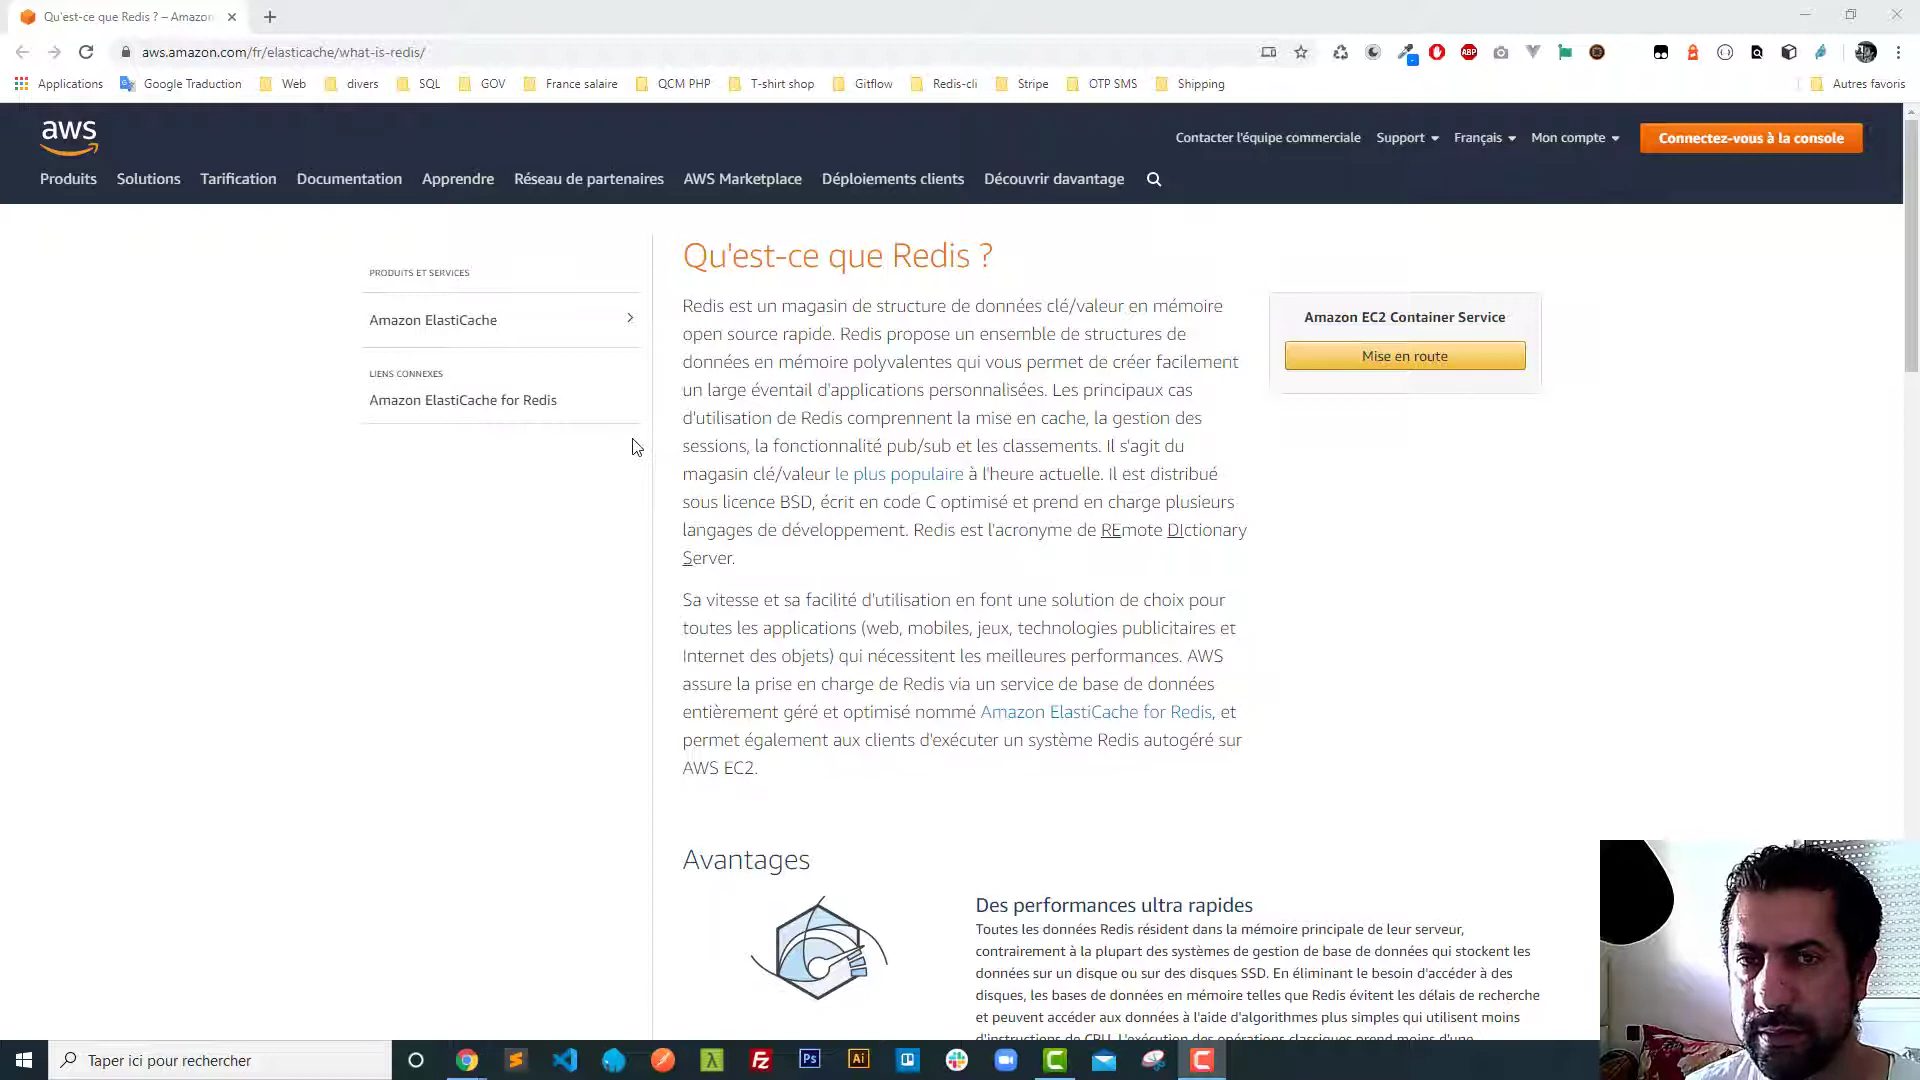 Qu'est-ce que Redis ? – Amazon
aws.amazon.com/fr/elasticache/what-is-redis/
Applications
Google Traduction
Web
divers
SQL
GOV
France salaire
QCM PHP
T-shirt shop
Gitflow
Redis-cli
Stripe
OTP SMS
Shipping
Autres favoris
aws
Contacter l'équipe commerciale
Support
Français
Mon compte
Connectez-vous à la console
Produits
Solutions
Tarification
Documentation
Apprendre
Réseau de partenaires
AWS Marketplace
Déploiements clients
Découvrir davantage
PRODUITS ET SERVICES
Amazon ElastiCache
LIENS CONNEXES
Amazon ElastiCache for Redis
Qu'est-ce que Redis ?
Redis est un magasin de structure de données clé/valeur en mémoire
open source rapide. Redis propose un ensemble de structures de
données en mémoire polyvalentes qui vous permet de créer facilement
un large éventail d'applications personnalisées. Les principaux cas
d'utilisation de Redis comprennent la mise en cache, la gestion des
sessions, la fonctionnalité pub/sub et les classements. Il s'agit du
magasin clé/valeur le plus populaire à l'heure actuelle. Il est distribué
sous licence BSD, écrit en code C optimisé et prend en charge plusieurs
langages de développement. Redis est l'acronyme de REmote DIctionary
Server.
Sa vitesse et sa facilité d'utilisation en font une solution de choix pour
toutes les applications (web, mobiles, jeux, technologies publicitaires et
Internet des objets) qui nécessitent les meilleures performances. AWS
assure la prise en charge de Redis via un service de base de données
entièrement géré et optimisé nommé Amazon ElastiCache for Redis, et
permet également aux clients d'exécuter un système Redis autogéré sur
AWS EC2.
Amazon EC2 Container Service
Mise en route
Avantages
Des performances ultra rapides
Toutes les données Redis résident dans la mémoire principale de leur serveur,
contrairement à la plupart des systèmes de gestion de base de données qui stockent les
données sur un disque ou sur des disques SSD. En éliminant le besoin d'accéder à des
disques, les bases de données en mémoire telles que Redis évitent les délais de recherche
et peuvent accéder aux données à l'aide d'algorithmes plus simples qui utilisent moins
d'instructions de CPU. L'exécution des opérations classiques prend moins d'une
Taper ici pour rechercher
ABP
Fz
Ps
Ai